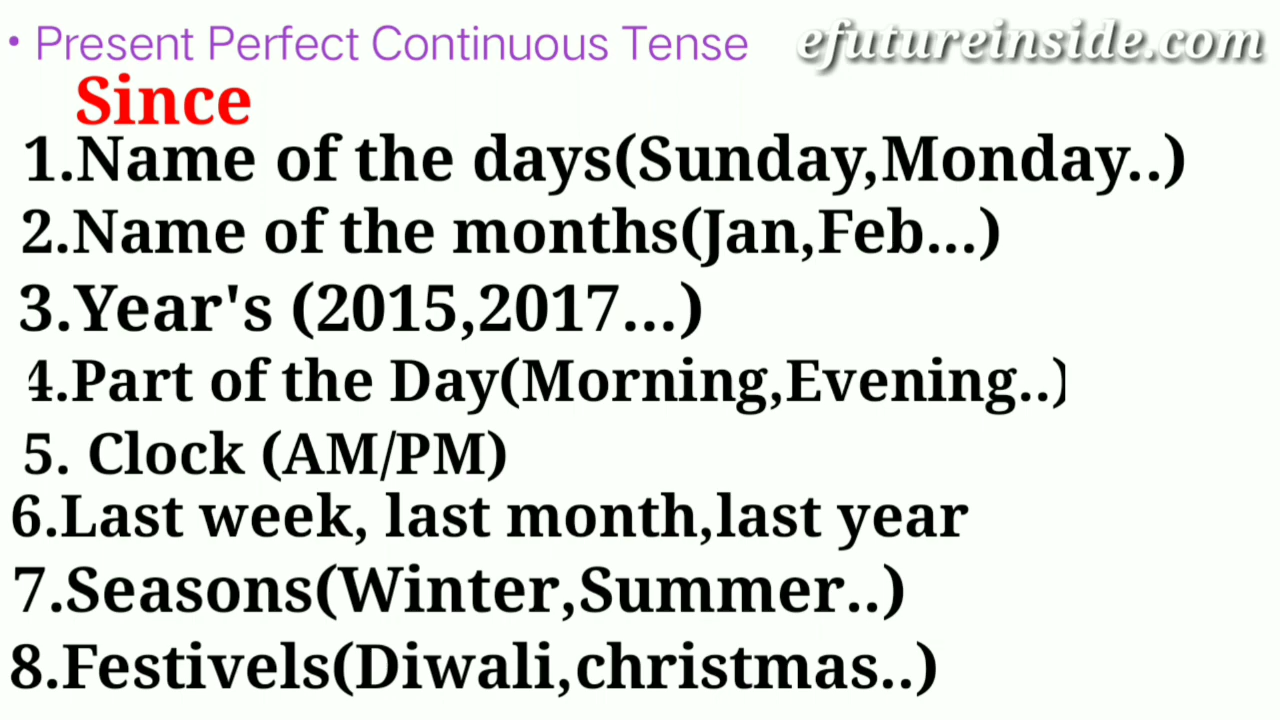 • Present Perfect Continuous Tense efutureinside.com
Since
1.Name of the days(Sunday,Monday..)
2.Name of the months(Jan,Feb...)
3.Year's (2015,2017...)
4.Part of the Day(Morning,Evening..)
5. Clock (AM/PM)
6.Last week, last month,last year
7.Seasons(Winter,Summer..)
8.Festivels(Diwali,christmas..)